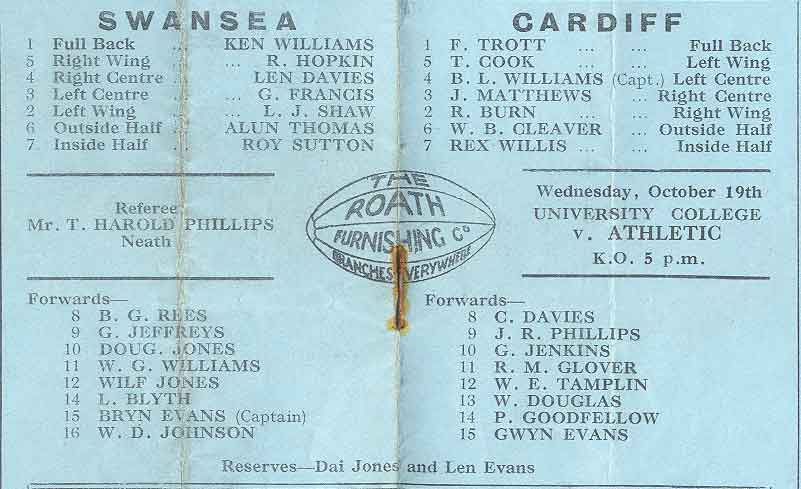 SWANSEA
1 Full Back ... KEN WILLIAMS
5 Right Wing ... R. HOPKIN
4 Right Centre ... LEN DAVIES
3 Left Centre ... ... G. FRANCIS
2 Left Wing ... ... L. J. SHAW
6 Outside Half ... ALUN THOMAS
7 Inside Half ... ROY SUTTON
CARDIFF
1 F. TROTT ... ... Full Back
5 T. COOK ... ... Left Wing
4 B. L. WILLIAMS (Capt.) Left Centre
3 J. MATTHEWS ... Right Centre
2 R. BURN ... ... Right Wing
6 W. B. CLEAVER ... Outside Half
7 REX WILLIS ... ... Inside Half
Referee
Mr. T. HAROLD PHILLIPS
Neath
THE
ROATH
FURNISHING Co
BRANCHES EVERYWHERE
Wednesday, October 19th
UNIVERSITY COLLEGE
v. ATHLETIC
K.O. 5 p.m.
Forwards—
8 B. G. REES
9 G. JEFFREYS
10 DOUG. JONES
11 W. G. WILLIAMS
12 WILF JONES
14 L. BLYTH
15 BRYN EVANS (Captain)
16 W. D. JOHNSON
Forwards—
8 C. DAVIES
9 J. R. PHILLIPS
10 G. JENKINS
11 R. M. GLOVER
12 W. E. TAMPLIN
13 W. DOUGLAS
14 P. GOODFELLOW
15 GWYN EVANS
Reserves—Dai Jones and Len Evans